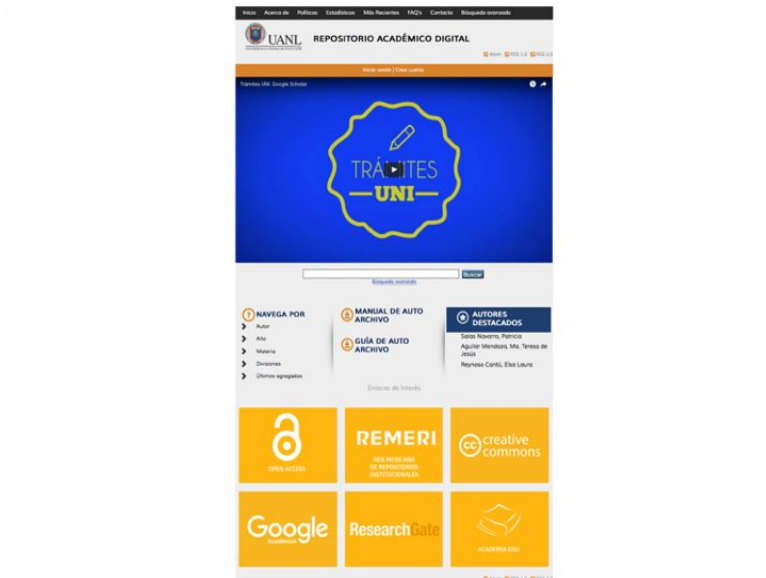 Inicio Acerca de Políticas Estadísticas Más Recientes FAQ's Contacto Búsqueda avanzada
UANL REPOSITORIO ACADÉMICO DIGITAL
Atom RSS 1.0 RSS 2.0
Iniciar sesión | Crear cuenta
Trámites UNI: Google Scholar
TRÁMITES
UNI
Buscar
Búsqueda avanzada
NAVEGA POR
Autor
Año
Materia
Divisiones
Últimos agregados
MANUAL DE AUTO
ARCHIVO
GUÍA DE AUTO
ARCHIVO
AUTORES
DESTACADOS
Salas Navarro, Patricia
Aguilar Mendoza, Ma. Teresa de
Jesús
Reynoso Cantú, Elsa Laura
Enlaces de Interés
OPEN ACCESS
REMERI
RED MEXICANA
DE REPOSITORIOS
INSTITUCIONALES
cc creative
commons
Google
ACADÉMICO
ResearchGate
ACADEMIA.EDU